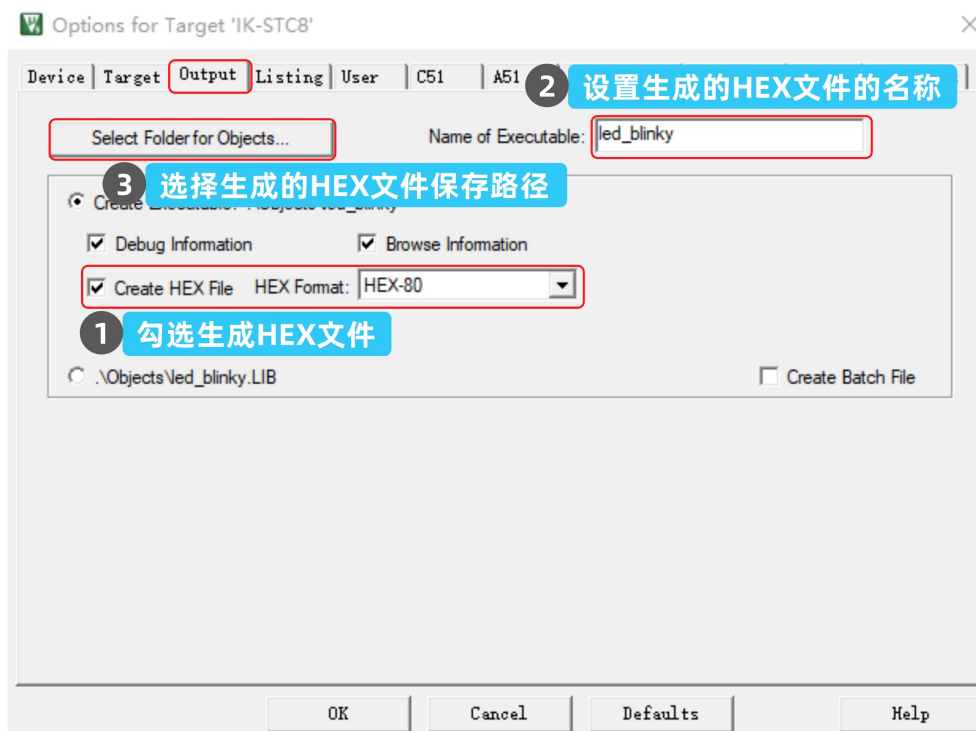 Options for Target 'IK-STC8'
Device Target Output Listing User C51 A51
2 设置生成的HEX文件的名称
Select Folder for Objects... Name of Executable: led_blinky
3 选择生成的HEX文件保存路径
Debug Information Browse Information
Create HEX File HEX Format: HEX-80
1 勾选生成HEX文件
.\Objects\led_blinky.LIB Create Batch File
OK Cancel Defaults Help